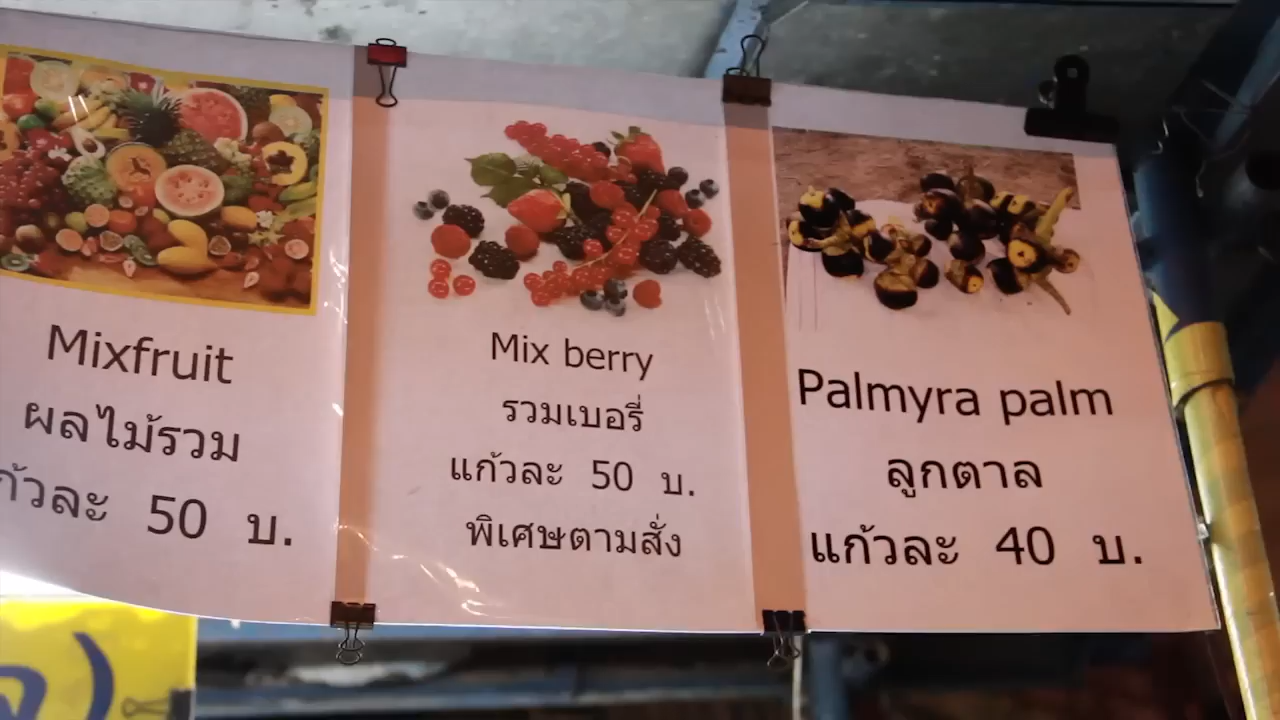 Mixfruit
ผลไม้รวม
แก้วละ 50 บ.
Mix berry
รวมเบอรี่
แก้วละ 50 บ.
พิเศษตามสั่ง
Palmyra palm
ลูกตาล
แก้วละ 40 บ.